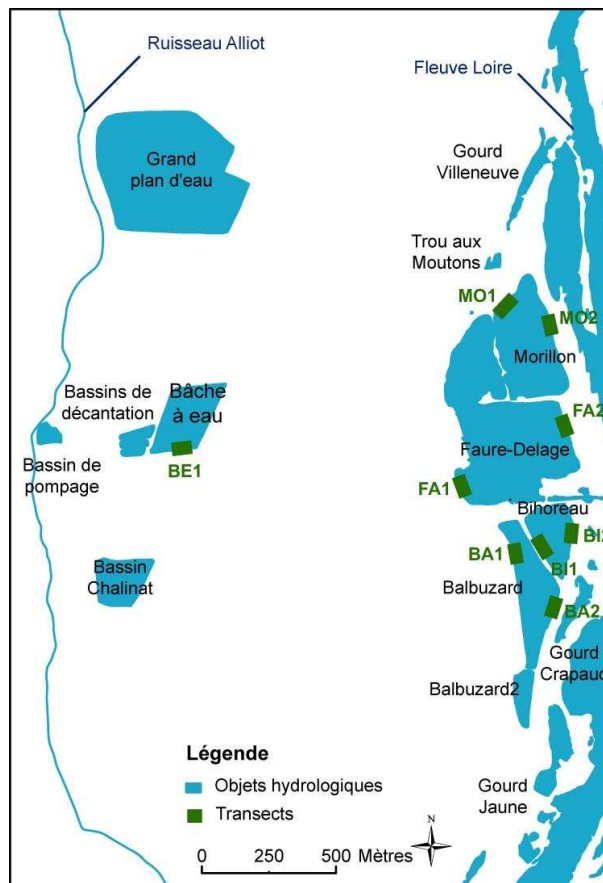 Ruisseau Alliot
Fleuve Loire
Grand
plan d'eau
Gourd
Villeneuve
Trou aux
Moutons
MO1
MO2
Morillon
Bassins de
décantation
Bâche
à eau
Bassin de
pompage
BE1
FA2
Faure-Delage
FA1
Bihoreau
BA1
BI1
Bassin
Chalinat
Balbuzard
BA2
Gourd
Crapaud
Balbuzard2
Légende
Objets hydrologiques
Transects
Gourd
Jaune
N
0 250 500 Mètres